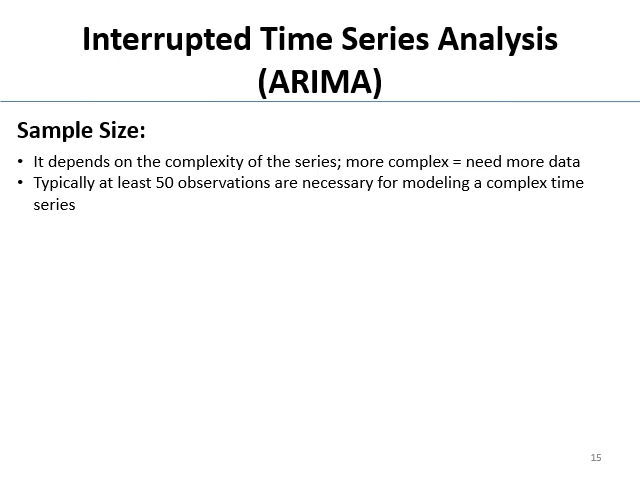 Interrupted Time Series Analysis
(ARIMA)
Sample Size:
• It depends on the complexity of the series; more complex = need more data
• Typically at least 50 observations are necessary for modeling a complex time
series
15